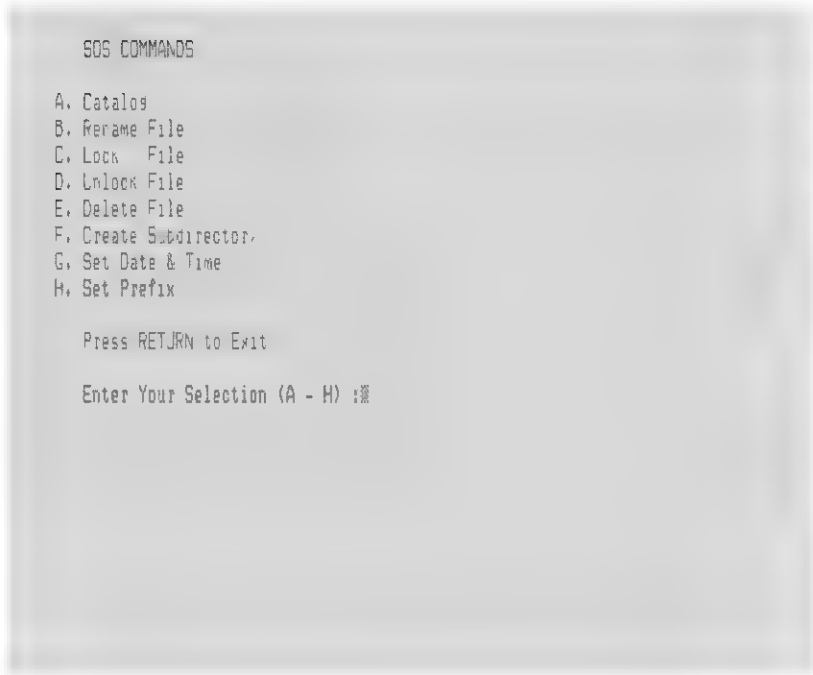 SOS COMMANDS
A. Catalog
B. Rename File
C. Lock File
D. Unlock File
E. Delete File
F. Create Subdirectory
G. Set Date & Time
H. Set Prefix
Press RETURN to Exit
Enter Your Selection (A - H) :